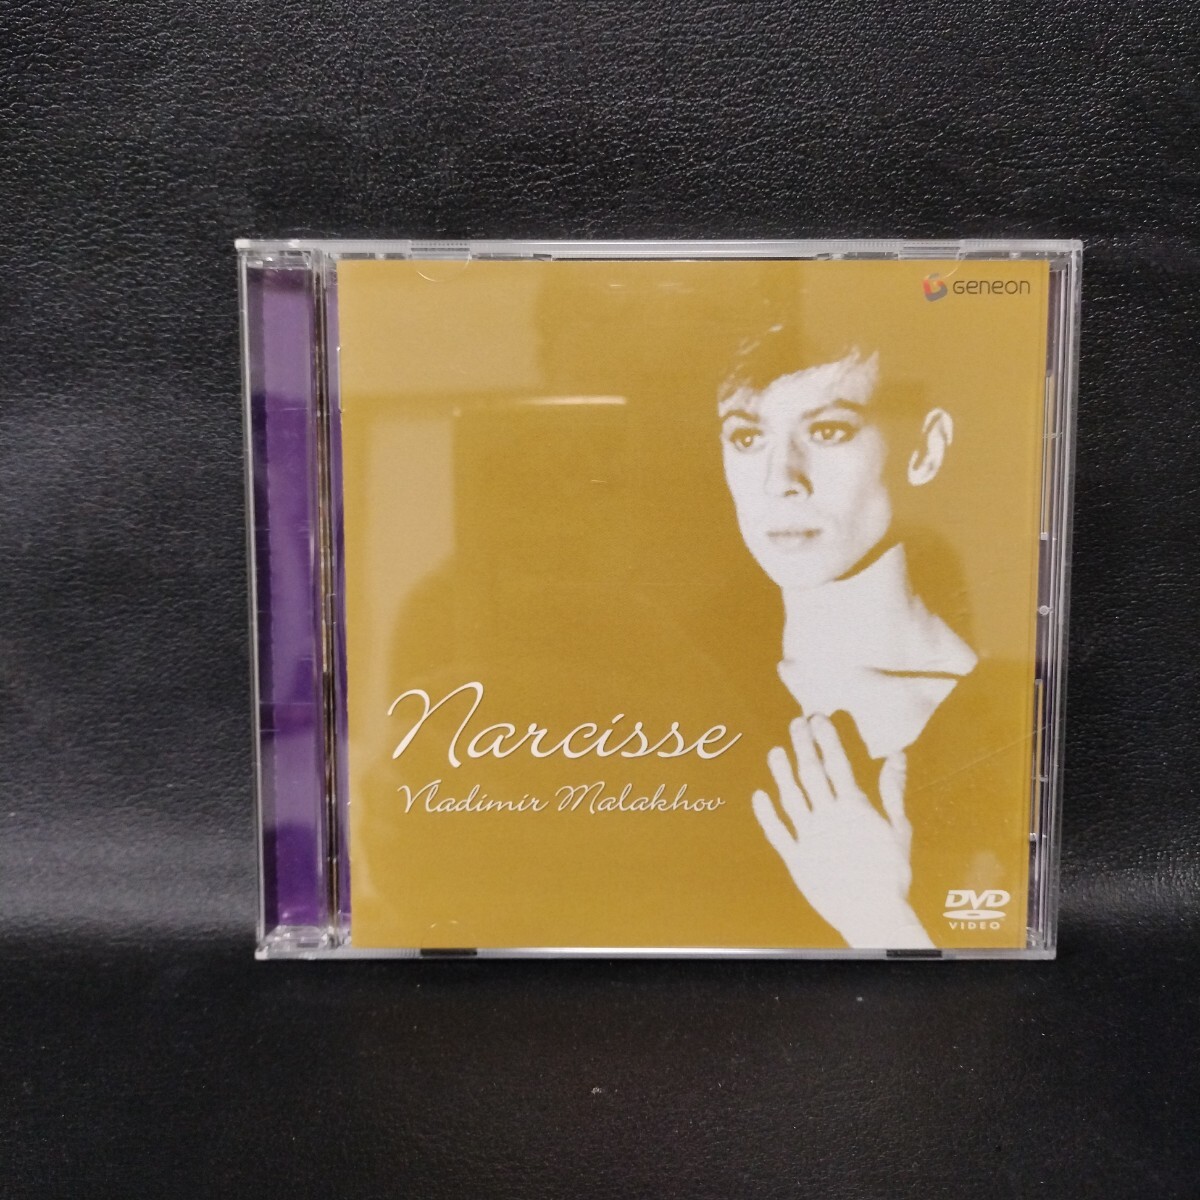 Geneon
Narcisse
Vladimir Malakhov
DVD
VIDEO